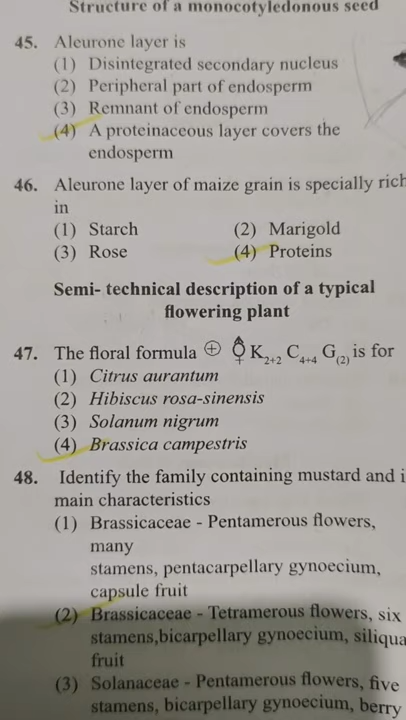 Structure of a monocotyledonous seed
45. Aleurone layer is
(1) Disintegrated secondary nucleus
(2) Peripheral part of endosperm
(3) Remnant of endosperm
(4) A proteinaceous layer covers the
endosperm
46. Aleurone layer of maize grain is specially rich
in
(1) Starch (2) Marigold
(3) Rose (4) Proteins
Semi- technical description of a typical
flowering plant
47. The floral formula ⊕ ⚥ K₂₊₂ C₄₊₄ G₍₂₎ is for
(1) Citrus aurantum
(2) Hibiscus rosa-sinensis
(3) Solanum nigrum
(4) Brassica campestris
48. Identify the family containing mustard and i
main characteristics
(1) Brassicaceae - Pentamerous flowers,
many
stamens, pentacarpellary gynoecium,
capsule fruit
(2) Brassicaceae - Tetramerous flowers, six
stamens,bicarpellary gynoecium, siliqua
fruit
(3) Solanaceae - Pentamerous flowers, five
stamens, bicarpellary gynoecium, berry